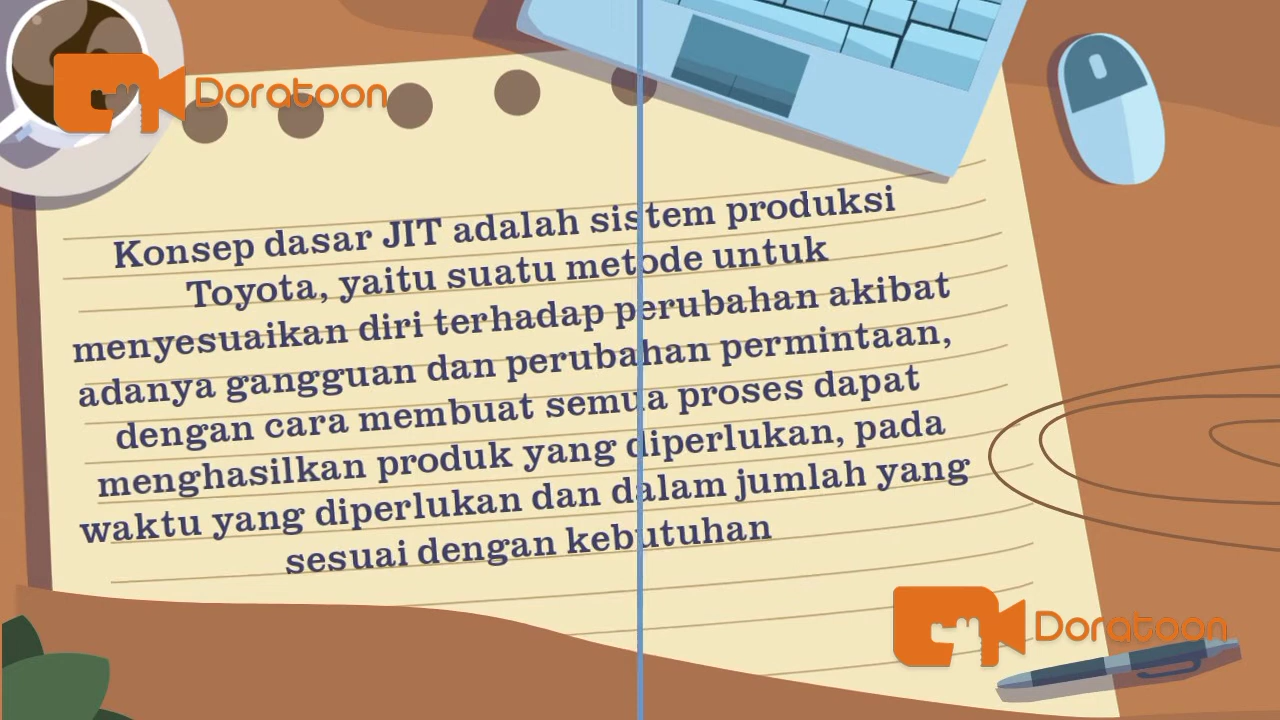 Doratoon
Konsep dasar JIT adalah sistem produksi
Toyota, yaitu suatu metode untuk
menyesuaikan diri terhadap perubahan akibat
adanya gangguan dan perubahan permintaan,
dengan cara membuat semua proses dapat
menghasilkan produk yang diperlukan, pada
waktu yang diperlukan dan dalam jumlah yang
sesuai dengan kebutuhan
Doratoon